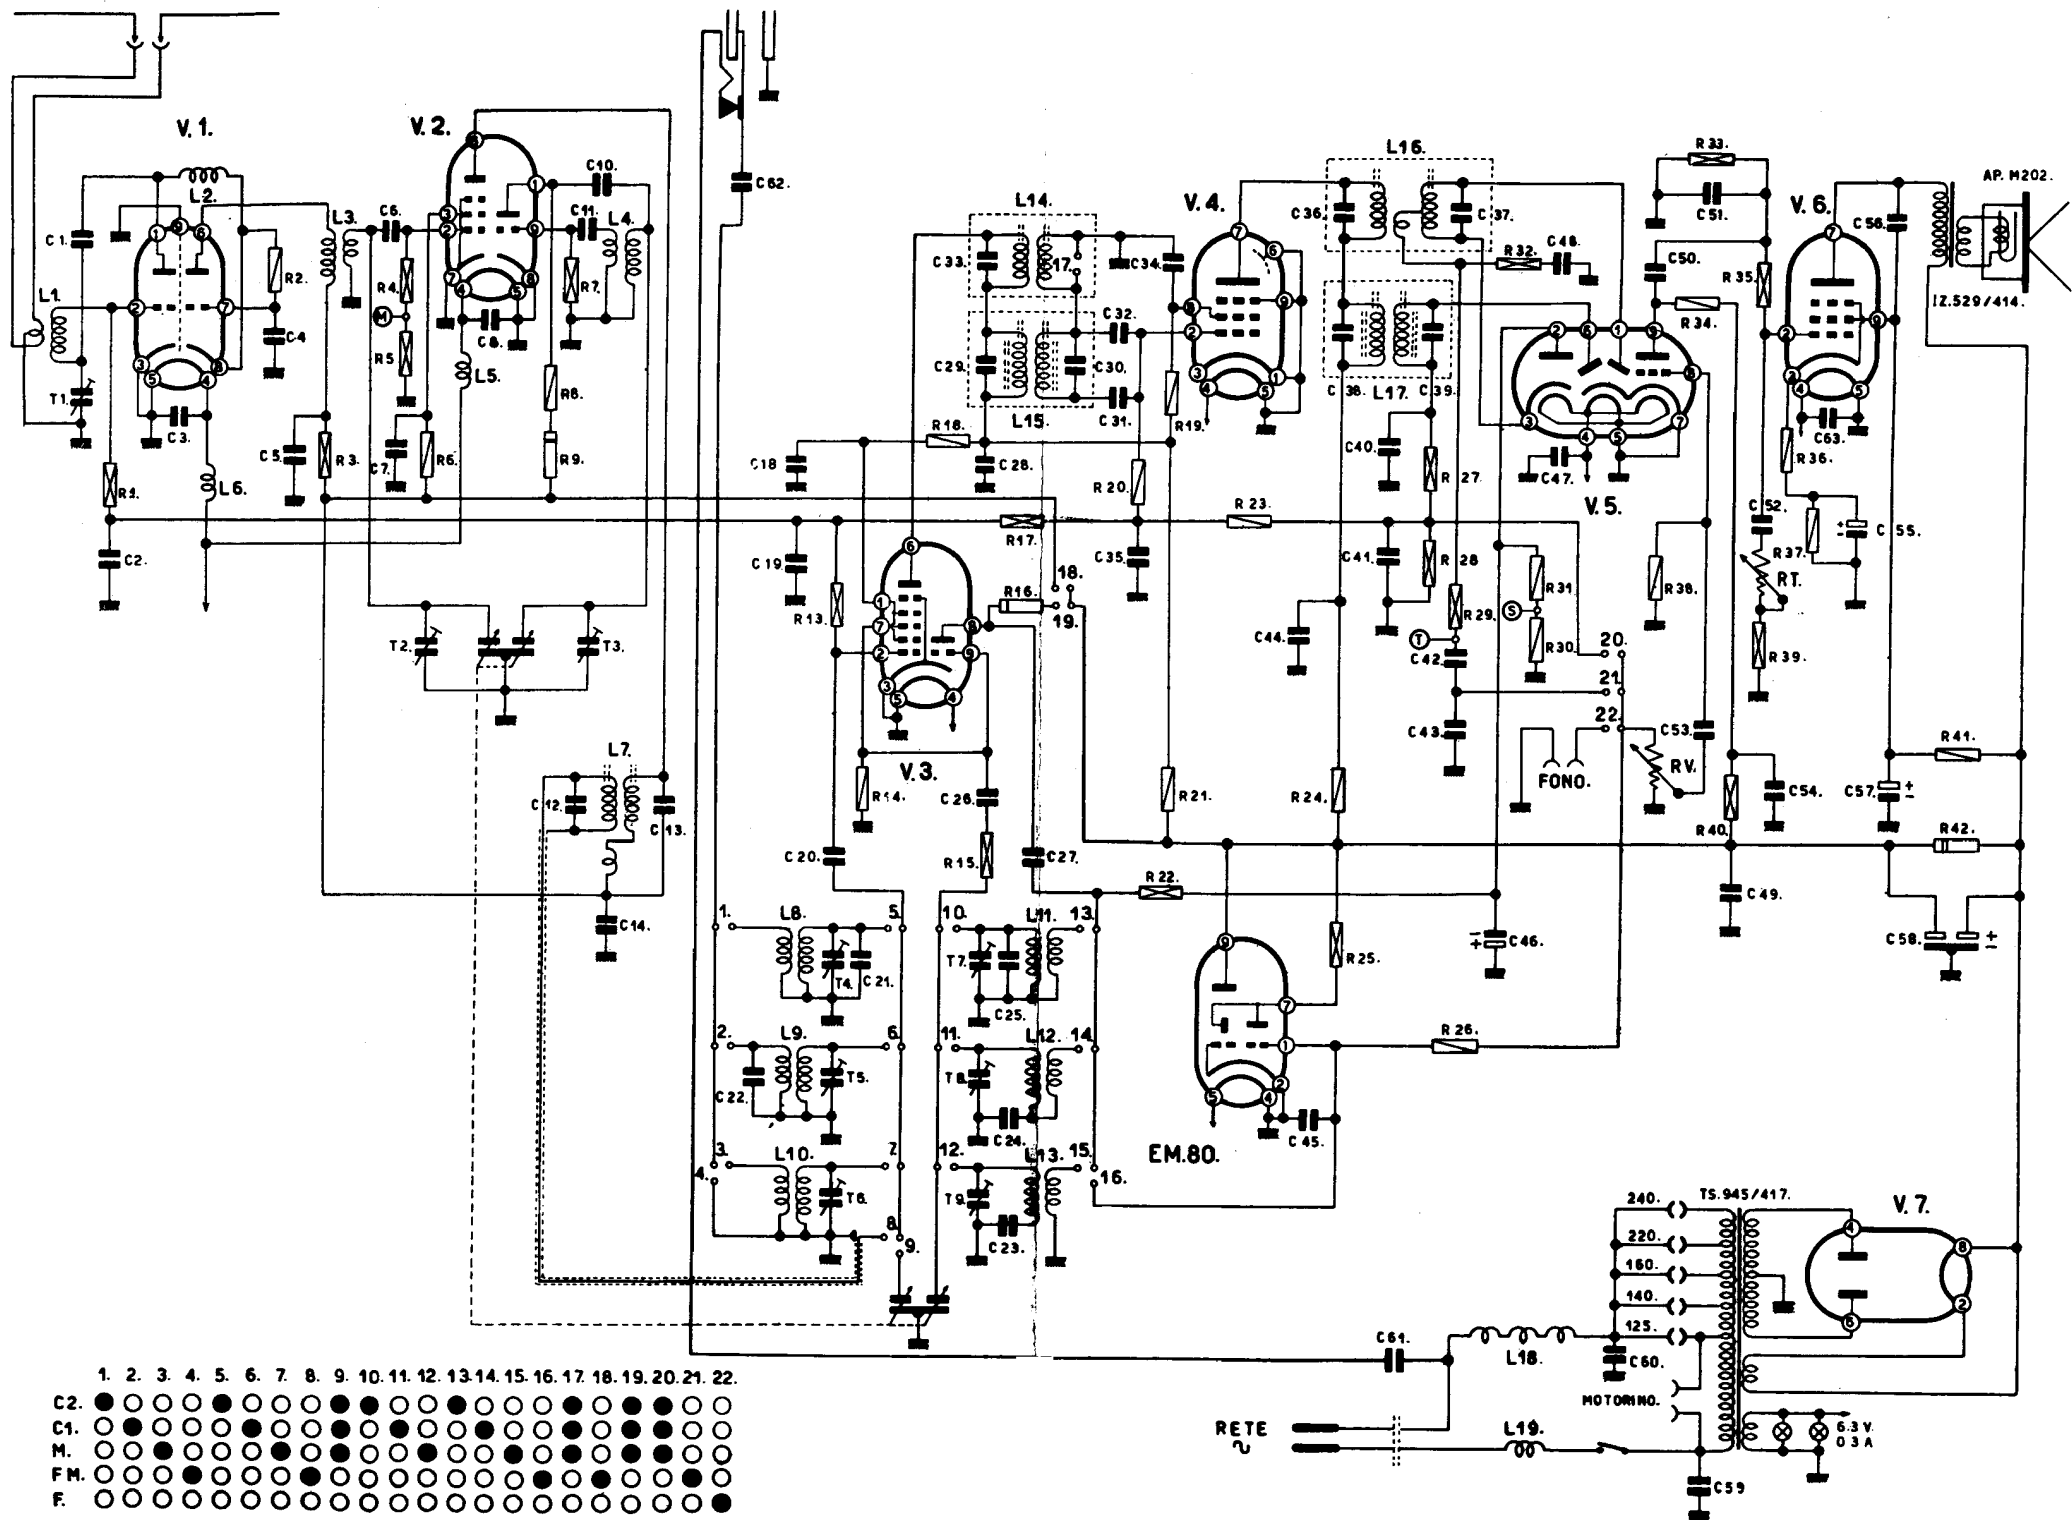 V.1.
V.2.
C10.
R33.
AP. M202.
C62.
L16.
C51.
L2.
C6.
C11.
L4.
L3.
L14.
V.4.
V.6.
C56.
C1.
R2.
C36.
C37.
R32.
C48.
C33.
17.
C34.
C50.
R35.
L1.
R4.
R7.
IZ.529/414.
M
C4
C8
C32.
R34.
R5
L5.
C29.
C30.
T1.
C38.
L17.
C39.
R8.
C3.
L15.
C31.
R19.
R18.
C63.
C5.
R3.
C7.
R6.
R9.
C18
C28.
C40.
R27.
C47.
R36.
L6.
R1.
R20.
V.5.
C52.
C55.
R23.
R17.
C2.
C19.
C35.
C41.
R28
R37.
RT.
18.
R13.
R16.
19.
R31.
R38.
R29.
S
T2.
T3.
C44.
T
C42.
R30.
20.
R39.
21.
22.
C43.
C53.
L7.
V.3.
FONO.
RV.
R41.
C12.
C13.
R14.
C26.
R21.
R24.
C54.
C57.
R40.
R42.
C20.
R15.
C27.
R22.
C49.
C14.
1.
L8.
5.
10.
L11.
13.
C46.
C58.
T4.
C21.
T7.
R25.
C25.
2.
L9.
6.
11.
L12.
14.
R26.
C22.
T5.
T8.
C24.
C45.
EM.80.
3.
L10.
7.
12.
L13.
15.
4.
16.
T6.
T9.
TS.945/417.
V.7.
240.
8.
9.
C23.
220.
160.
140.
125.
C61.
L18.
C60.
MOTORINO.
RETE
L19.
6.3 V.
0.3 A
C59
1. 2. 3. 4. 5. 6. 7. 8. 9. 10. 11. 12. 13. 14. 15. 16. 17. 18. 19. 20. 21. 22.
C2.
C1.
M.
FM.
F.